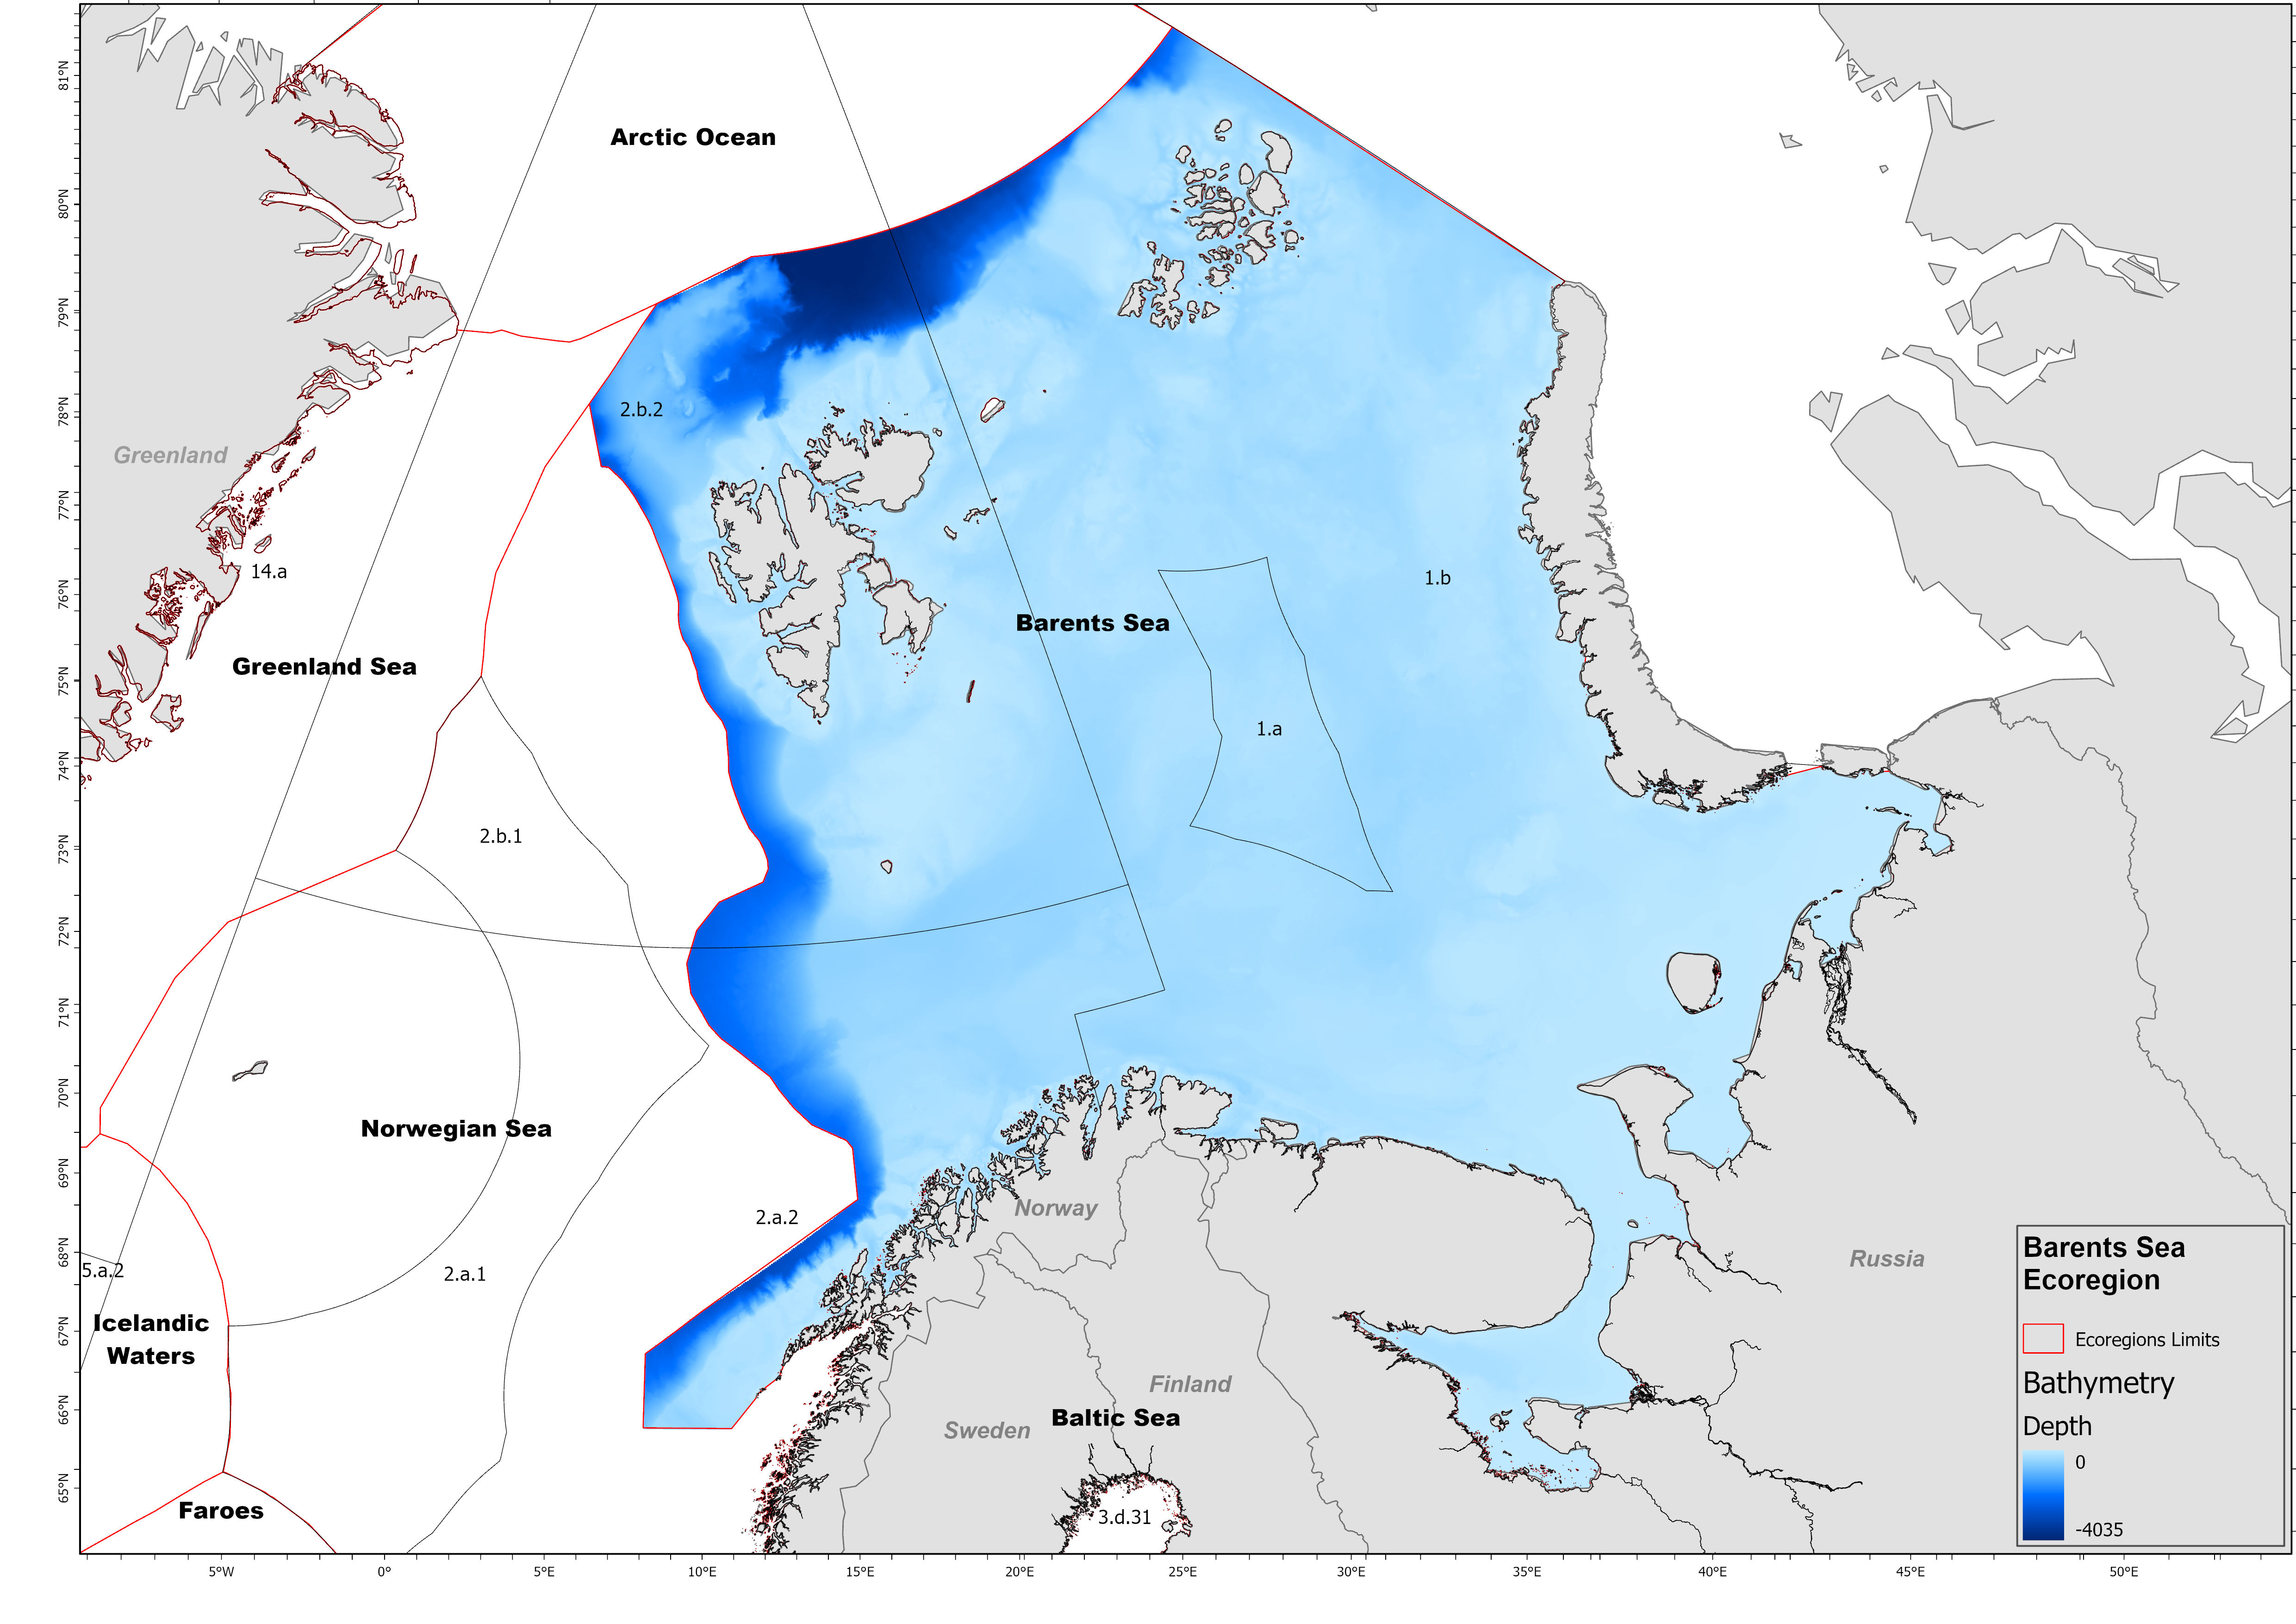 81°N
80°N
79°N
78°N
77°N
76°N
75°N
74°N
73°N
72°N
71°N
70°N
69°N
68°N
67°N
66°N
65°N
Arctic Ocean
2.b.2
Greenland
14.a
1.b
Barents Sea
Greenland Sea
1.a
2.b.1
Norwegian Sea
Norway
2.a.2
Russia
5.a.2
2.a.1
Icelandic
Waters
Finland
Baltic Sea
Sweden
Faroes
3.d.31
Barents Sea
Ecoregion
Ecoregions Limits
Bathymetry
Depth
0
-4035
5°W
0°
5°E
10°E
15°E
20°E
25°E
30°E
35°E
40°E
45°E
50°E